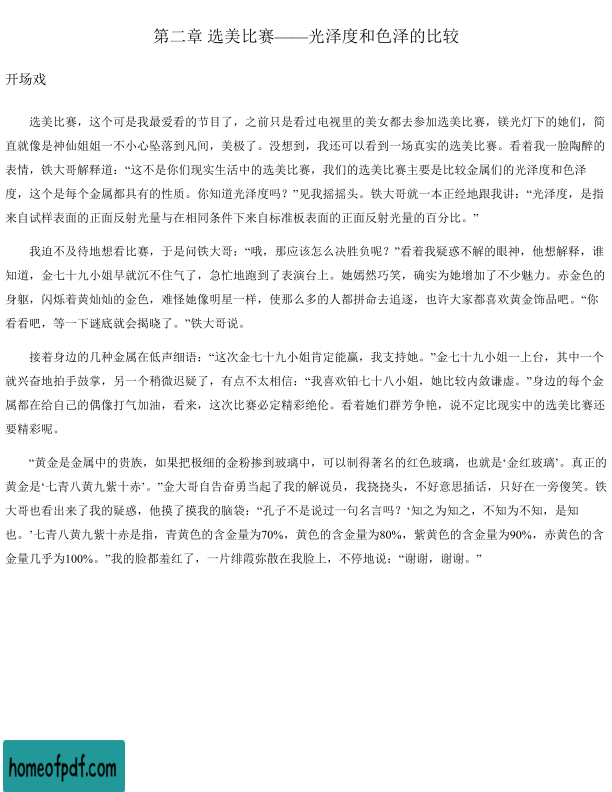 第二章 选美比赛——光泽度和色泽的比较
开场戏
选美比赛，这个可是我最爱看的节目了，之前只是看过电视里的美女都去参加选美比赛，镁光灯下的她们，简
直就像是神仙姐姐一不小心坠落到凡间，美极了。没想到，我还可以看到一场真实的选美比赛。看着我一脸陶醉的
表情，铁大哥解释道：“这不是你们现实生活中的选美比赛，我们的选美比赛主要是比较金属们的光泽度和色泽
度，这个是每个金属都具有的性质。你知道光泽度吗？”见我摇摇头。铁大哥就一本正经地跟我讲：“光泽度，是指
来自试样表面的正面反射光量与在相同条件下来自标准板表面的正面反射光量的百分比。”
我迫不及待地想看比赛，于是问铁大哥：“哦，那应该怎么决胜负呢？”看着我疑惑不解的眼神，他想解释，谁
知道，金七十九小姐早就沉不住气了，急忙地跑到了表演台上。她嫣然巧笑，确实为她增加了不少魅力。赤金色的
身躯，闪烁着黄灿灿的金色，难怪她像明星一样，使那么多的人都拼命去追逐，也许大家都喜欢黄金饰品吧。“你
看看吧，等一下谜底就会揭晓了。”铁大哥说。
接着身边的几种金属在低声细语：“这次金七十九小姐肯定能赢，我支持她。”金七十九小姐一上台，其中一个
就兴奋地拍手鼓掌，另一个稍微迟疑了，有点不太相信：“我喜欢铂七十八小姐，她比较内敛谦虚。”身边的每个金
属都在给自己的偶像打气加油，看来，这次比赛必定精彩绝伦。看着她们群芳争艳，说不定比现实中的选美比赛还
要精彩呢。
“黄金是金属中的贵族，如果把极细的金粉掺到玻璃中，可以制得著名的红色玻璃，也就是‘金红玻璃’。真正的
黄金是‘七青八黄九紫十赤’。”金大哥自告奋勇当起了我的解说员，我挠挠头，不好意思插话，只好在一旁傻笑。铁
大哥也看出来了我的疑惑，他摸了摸我的脑袋：“孔子不是说过一句名言吗？‘知之为知之，不知为不知，是知
也。’七青八黄九紫十赤是指，青黄色的含金量为70%，黄色的含金量为80%，紫黄色的含金量为90%，赤黄色的含
金量几乎为100%。”我的脸都羞红了，一片绯霞弥散在我脸上，不停地说：“谢谢，谢谢。”
homeofpdf.com